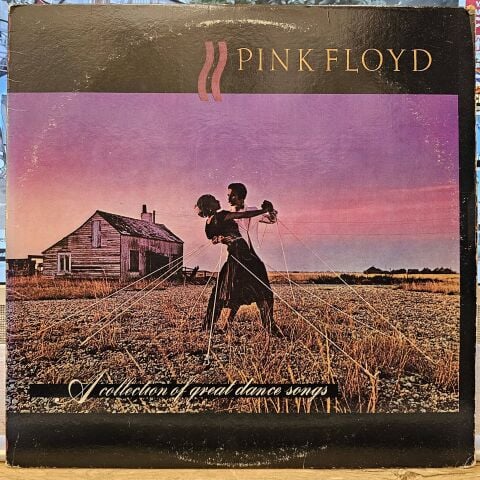 PINK FLOYD
A collection of great dance songs